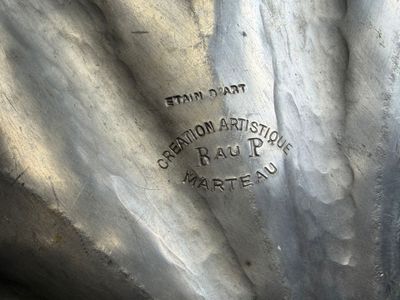 ETAIN D'ART
CREATION ARTISTIQUE
R AU P
MARTEAU